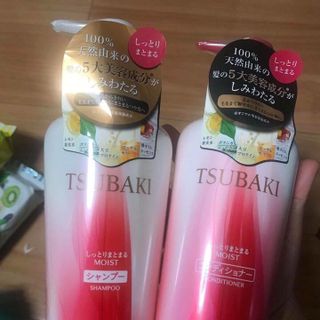 100%
天然由来の
髪の5大美容成分が
しみわたる
しっとり
まとまる
TSUBAKI
しっとりまとまる
MOIST
シャンプー
SHAMPOO
しっとり
まとまる
100%
天然由来の
髪の5大美容成分が
しみわたる
TSUBAKI
しっとりまとまる
MOIST
コンディショナー
CONDITIONER